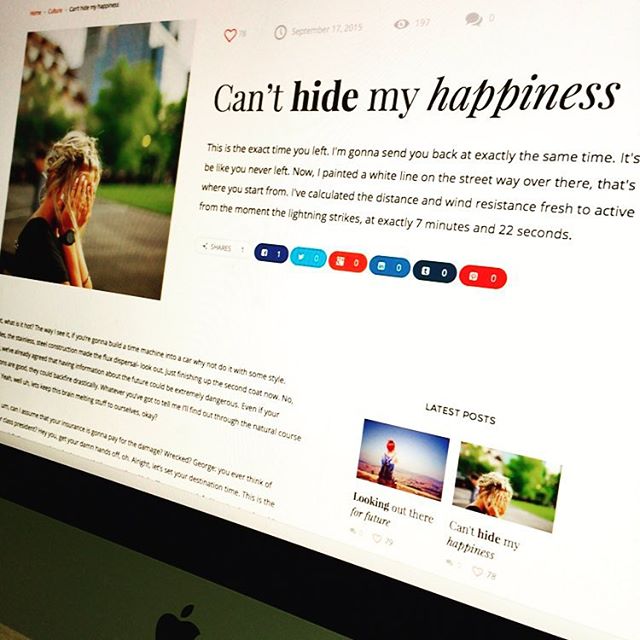 Home - Culture - Can't hide my happiness
78 September 17, 2015 197 0
Can't hide my happiness
This is the exact time you left. I'm gonna send you back at exactly the same time. It's
be like you never left. Now, I painted a white line on the street way over there, that's
where you start from. I've calculated the distance and wind resistance fresh to active
from the moment the lightning strikes, at exactly 7 minutes and 22 seconds.
SHARES 1 1 0 0 0 0 0
what is it hot? The way I see it, if you're gonna build a time machine into a car why not do it with some style.
the stainless, steel construction made the flux dispersal- look out. Just finishing up the second coat now. No,
we've already agreed that having information about the future could be extremely dangerous. Even if your
are good, they could backfire drastically. Whatever you've got to tell me I'll find out through the natural course
Yeah, well uh, lets keep this brain melting stuff to ourselves, okay?
um, can I assume that your insurance is gonna pay for the damage? Wrecked? George: you ever think of
class president? Hey you, get your damn hands off, oh. Alright, let's set your destination time. This is the
LATEST POSTS
Looking out there
for future
79
Can't hide my
happiness
78